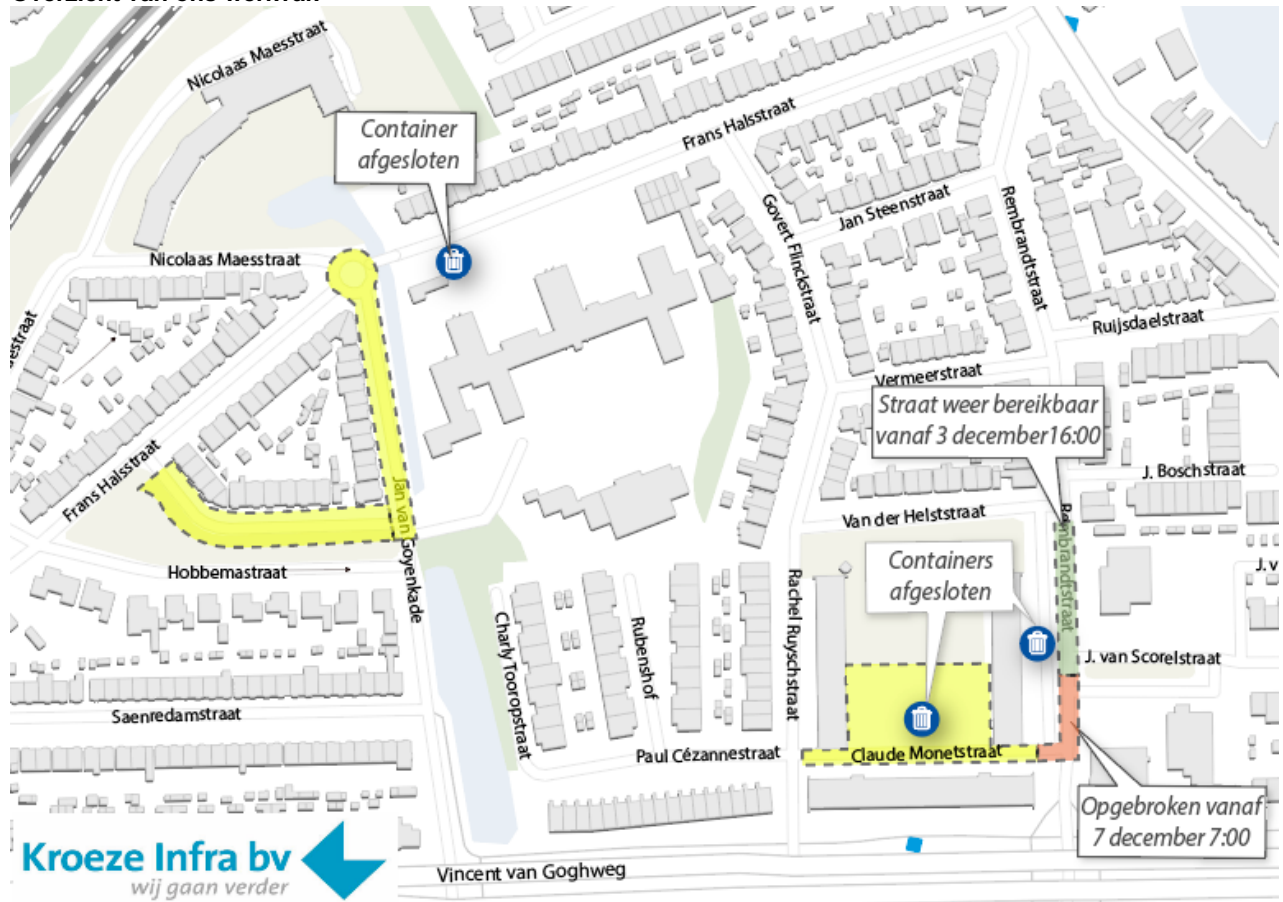 Nicolaas Maesstraat
Container
afgesloten
Frans Halsstraat
Govert Flinckstraat
Jan Steenstraat
Rembrandtstraat
Nicolaas Maesstraat
Ruijsdaelstraat
Vermeerstraat
Straat weer bereikbaar
vanaf 3 december16:00
J. Boschstraat
Frans Halsstraat
Jan van Goyenkade
Van der Helststraat
Rembrandtstraat
Hobbemastraat
Containers
afgesloten
Charly Tooropstraat
Rubenshof
Rachel Ruyschstraat
J. van Scorelstraat
Saenredamstraat
Paul Cézannestraat
Claude Monetstraat
Opgebroken vanaf
7 december 7:00
Kroeze Infra bv
wij gaan verder
Vincent van Goghweg